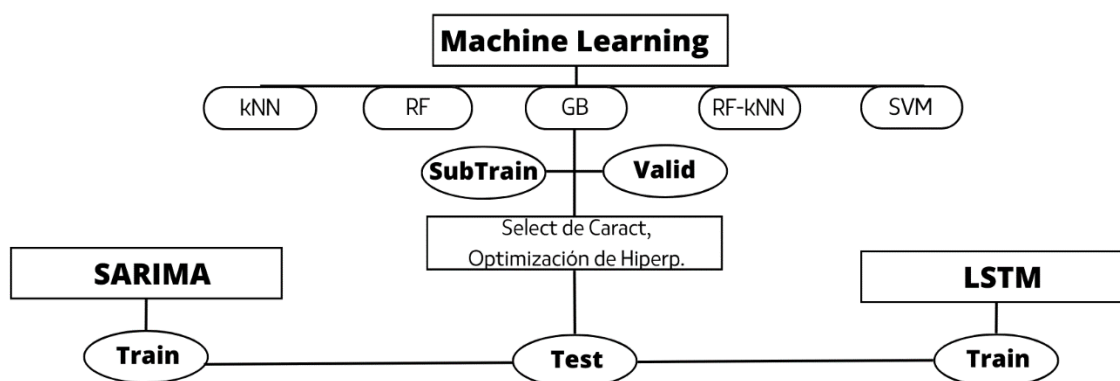 Machine Learning
kNN
RF
GB
RF-kNN
SVM
SubTrain
Valid
Select de Caract,
Optimización de Hiperp.
SARIMA
LSTM
Train
Test
Train